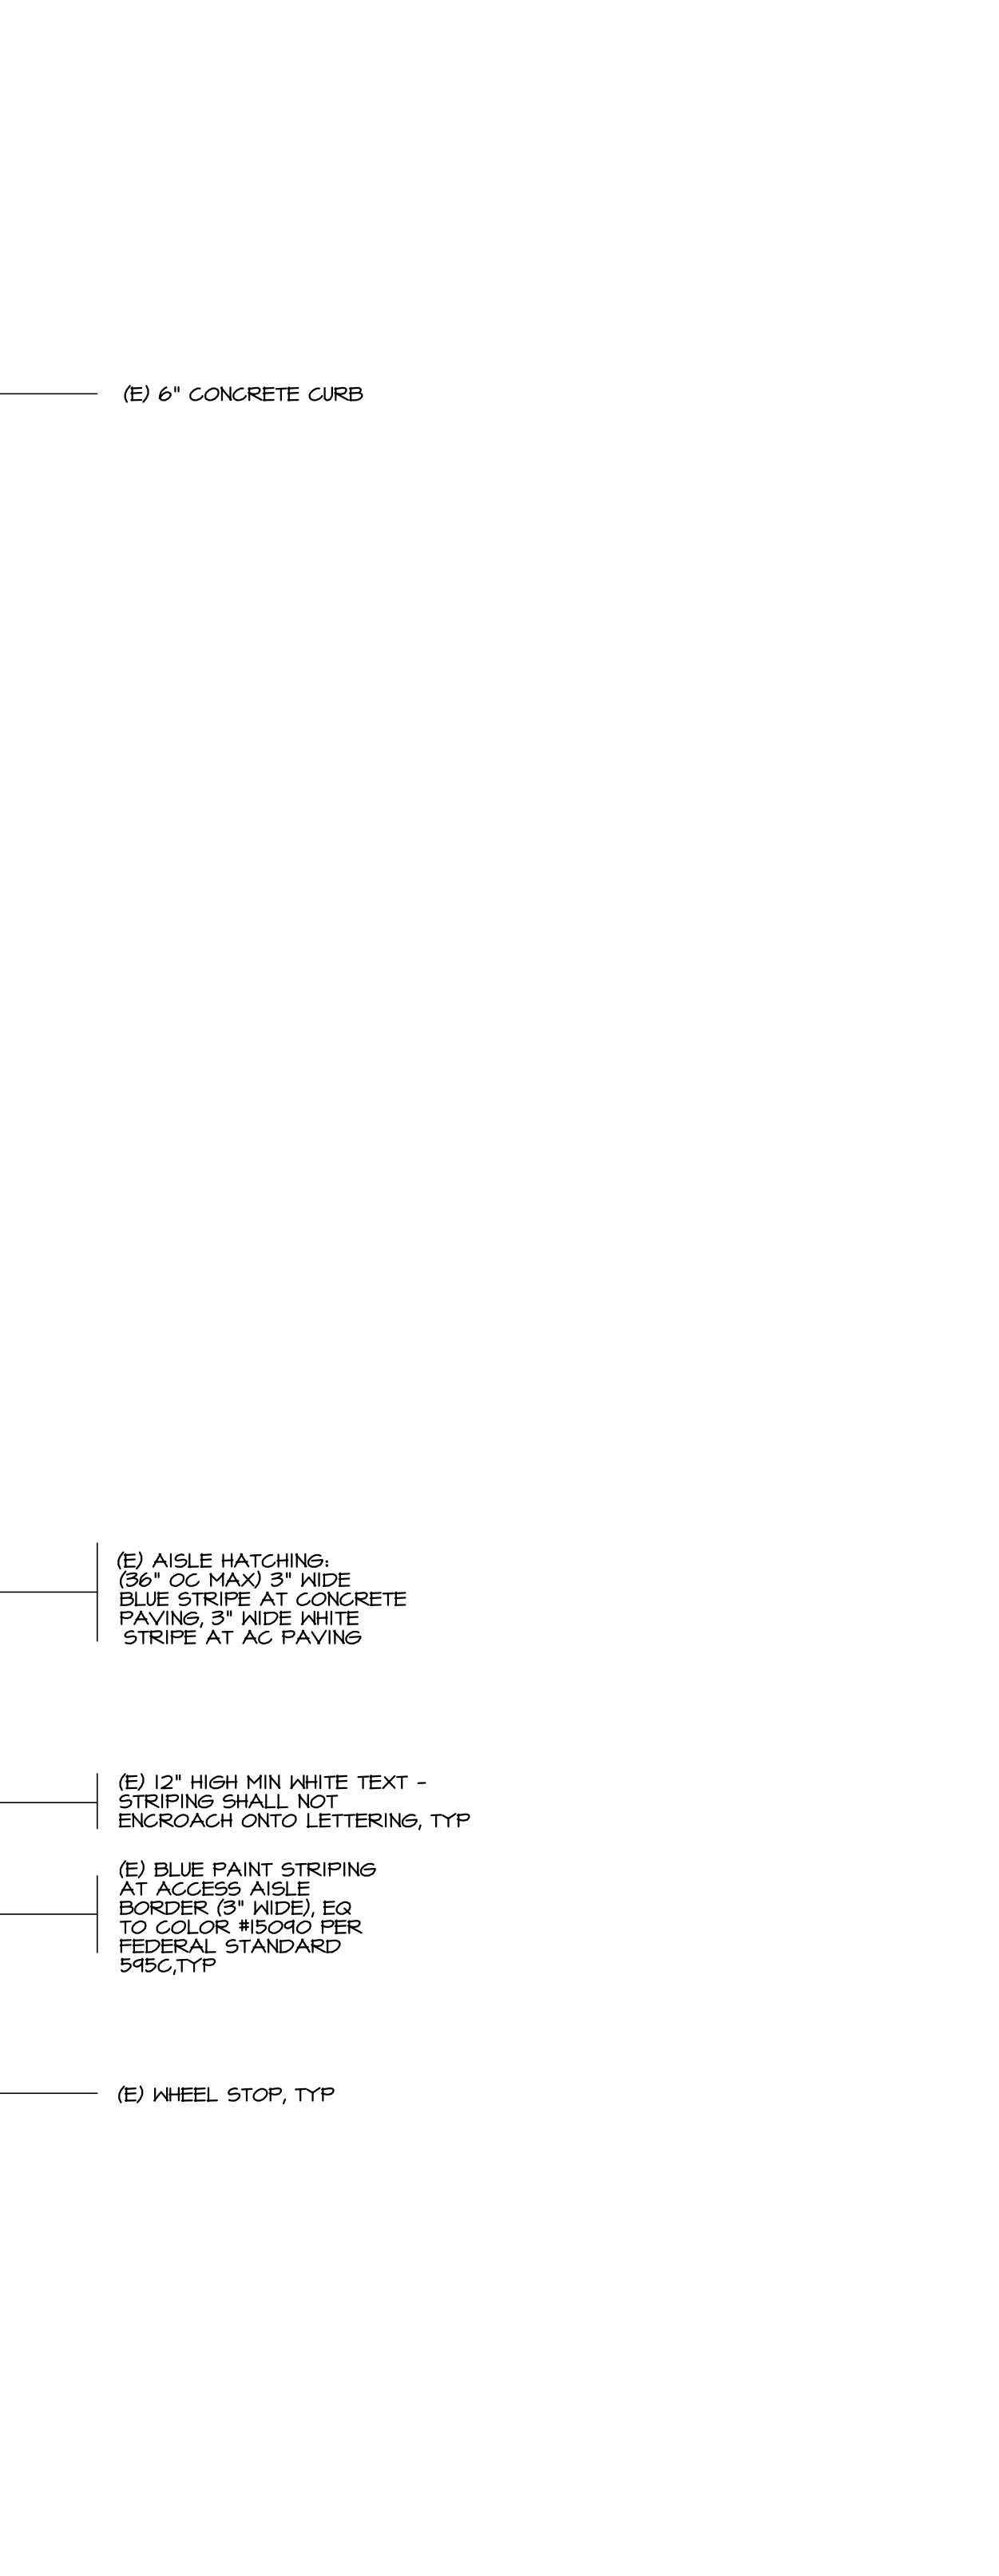 (E) 6" CONCRETE CURB
(E) AISLE HATCHING:
(36" OC MAX) 3" WIDE
BLUE STRIPE AT CONCRETE
PAVING, 3" WIDE WHITE
STRIPE AT AC PAVING
(E) 12" HIGH MIN WHITE TEXT -
STRIPING SHALL NOT
ENCROACH ONTO LETTERING, TYP
(E) BLUE PAINT STRIPING
AT ACCESS AISLE
BORDER (3" WIDE), EQ
TO COLOR #15090 PER
FEDERAL STANDARD
595C,TYP
(E) WHEEL STOP, TYP